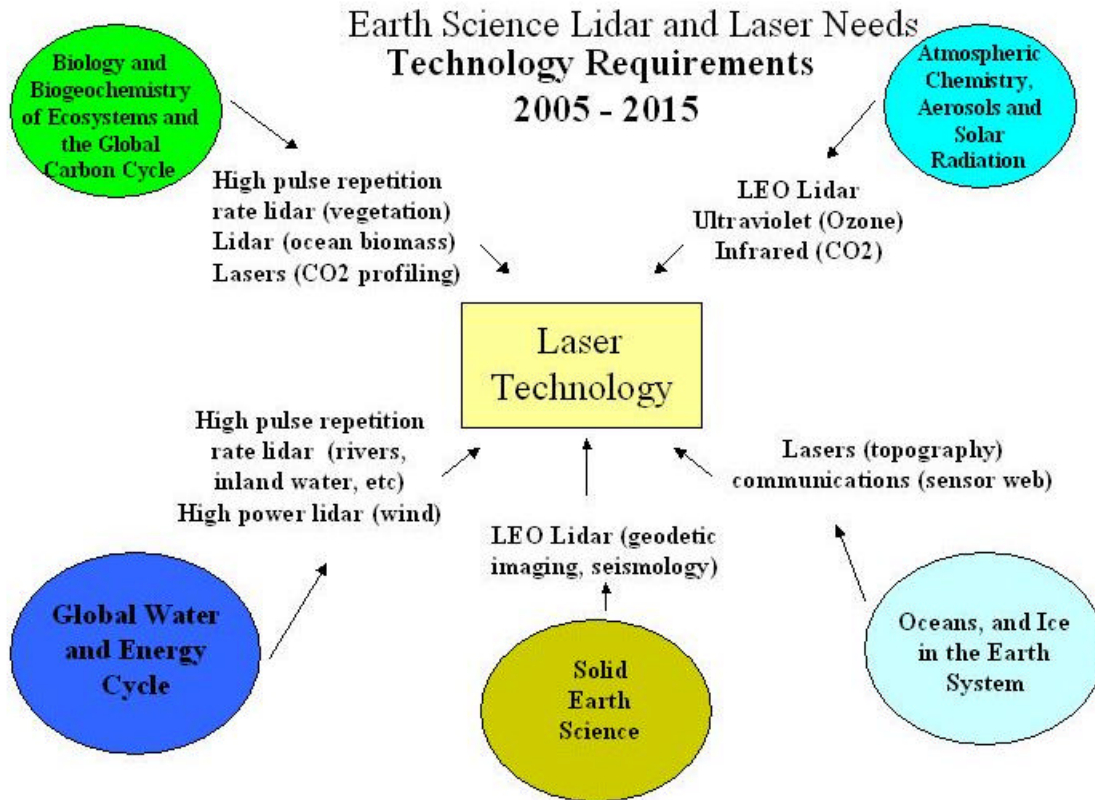 Earth Science Lidar and Laser Needs
Technology Requirements
2005 - 2015
Biology and
Biogeochemistry
of Ecosystems and
the Global
Carbon Cycle
High pulse repetition
rate lidar (vegetation)
Lidar (ocean biomass)
Lasers (CO2 profiling)
Atmospheric
Chemistry,
Aerosols and
Solar
Radiation
LEO Lidar
Ultraviolet (Ozone)
Infrared (CO2)
Laser
Technology
High pulse repetition
rate lidar (rivers,
inland water, etc)
High power lidar (wind)
Global Water
and Energy
Cycle
LEO Lidar (geodetic
imaging, seismology)
Solid
Earth
Science
Lasers (topography)
communications (sensor web)
Oceans, and Ice
in the Earth
System